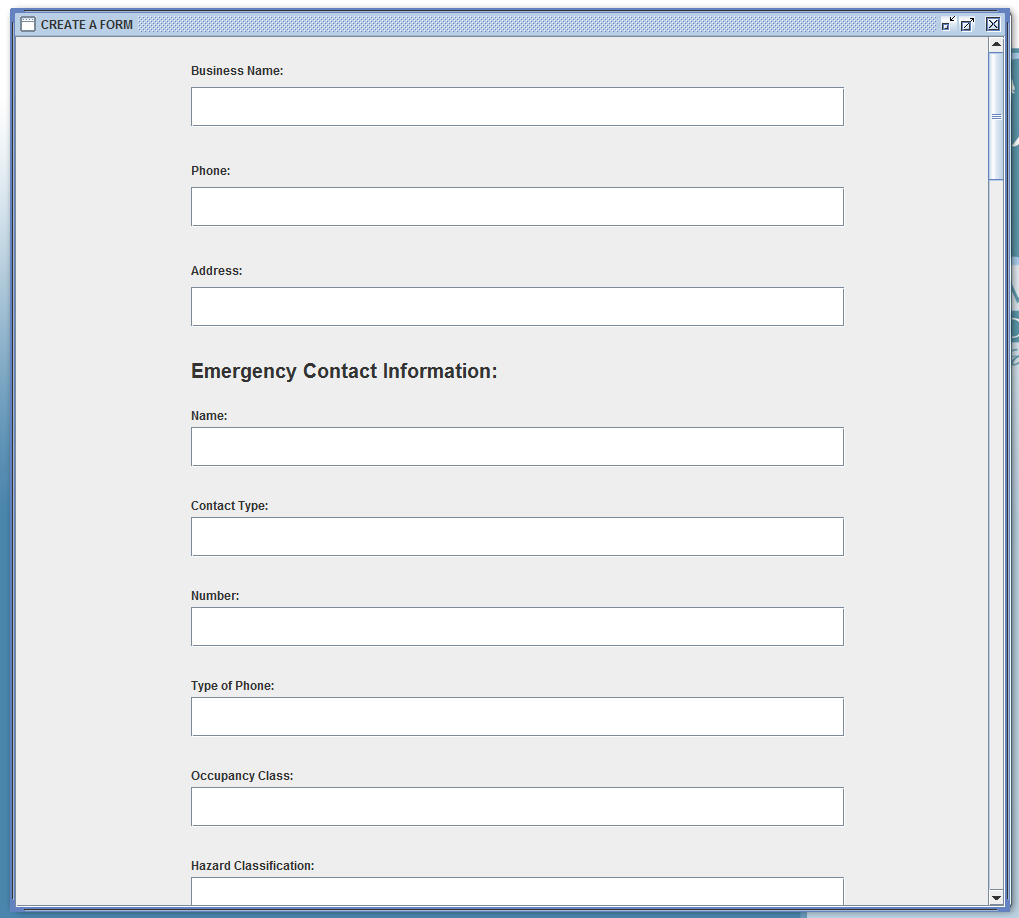 CREATE A FORM
Business Name:
Phone:
Address:
Emergency Contact Information:
Name:
Contact Type:
Number:
Type of Phone:
Occupancy Class:
Hazard Classification: